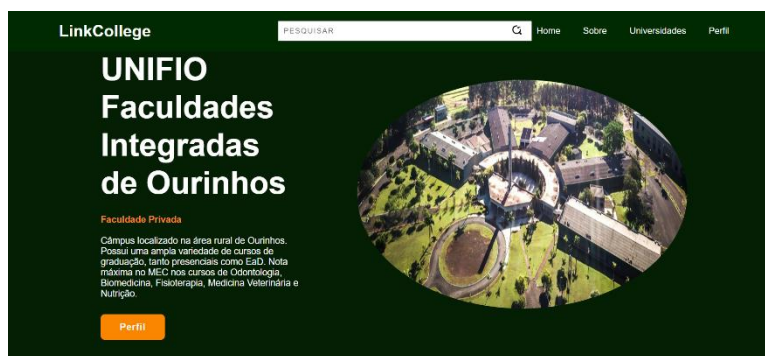 LinkCollege
PESQUISAR
Home Sobre Universidades Perfil
UNIFIO
Faculdades
Integradas
de Ourinhos
Faculdade Privada
Câmpus localizado na área rural de Ourinhos.
Possui uma ampla variedade de cursos de
graduação, tanto presenciais como EaD. Nota
máxima no MEC nos cursos de Odontologia,
Biomedicina, Fisioterapia, Medicina Veterinária e
Nutrição.
Perfil